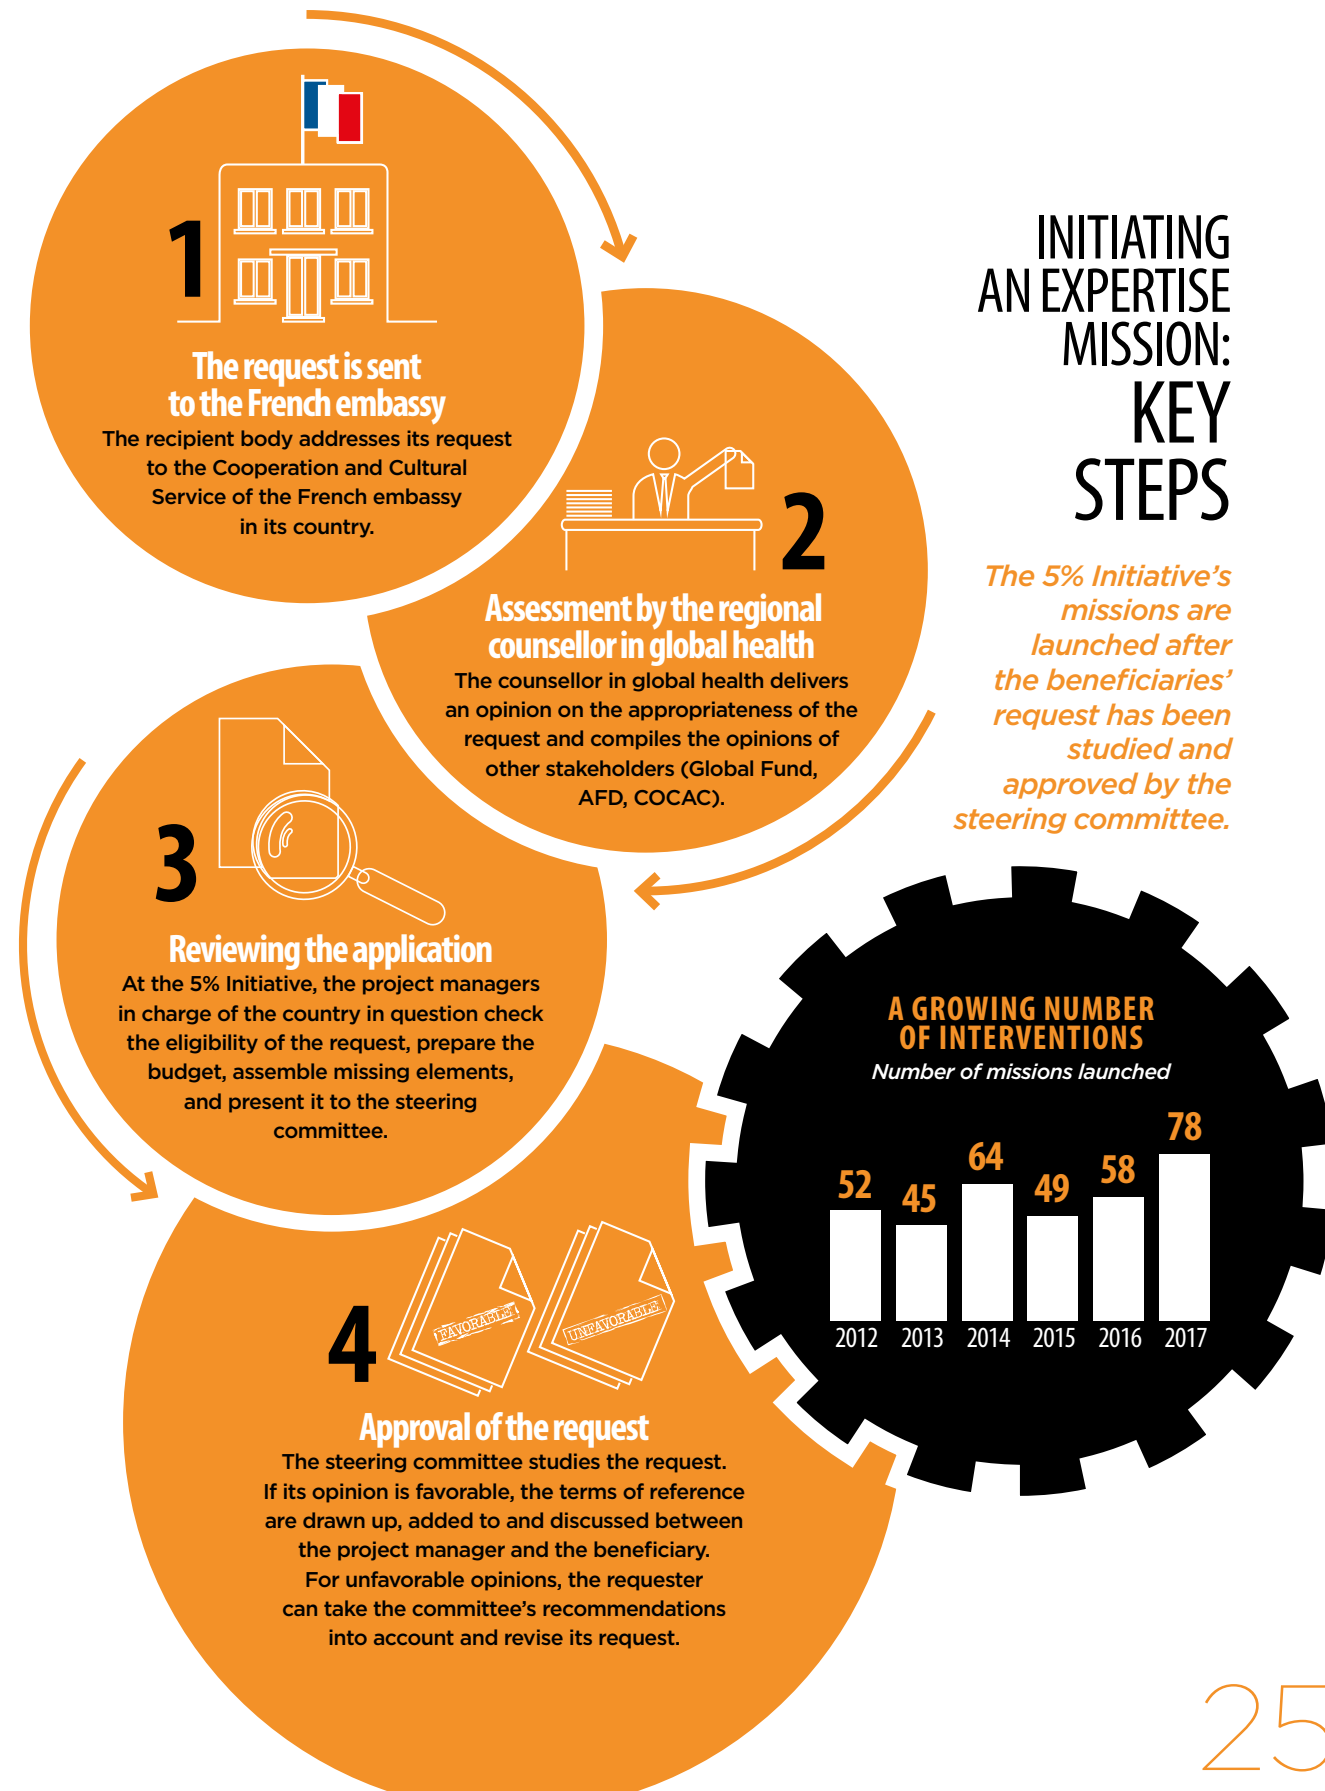 1
The request is sent
to the French embassy
The recipient body addresses its request
to the Cooperation and Cultural
Service of the French embassy
in its country.
2
Assessment by the regional
counsellor in global health
The counsellor in global health delivers
an opinion on the appropriateness of the
request and compiles the opinions of
other stakeholders (Global Fund,
AFD, COCAC).
3
Reviewing the application
At the 5% Initiative, the project managers
in charge of the country in question check
the eligibility of the request, prepare the
budget, assemble missing elements,
and present it to the steering
committee.
4
FAVORABLE
UNFAVORABLE
Approval of the request
The steering committee studies the request.
If its opinion is favorable, the terms of reference
are drawn up, added to and discussed between
the project manager and the beneficiary.
For unfavorable opinions, the requester
can take the committee’s recommendations
into account and revise its request.
INITIATING
AN EXPERTISE
MISSION:
KEY
STEPS
The 5% Initiative’s
missions are
launched after
the beneficiaries’
request has been
studied and
approved by the
steering committee.
A GROWING NUMBER
OF INTERVENTIONS
Number of missions launched
52 45 64 49 58 78
2012 2013 2014 2015 2016 2017
25